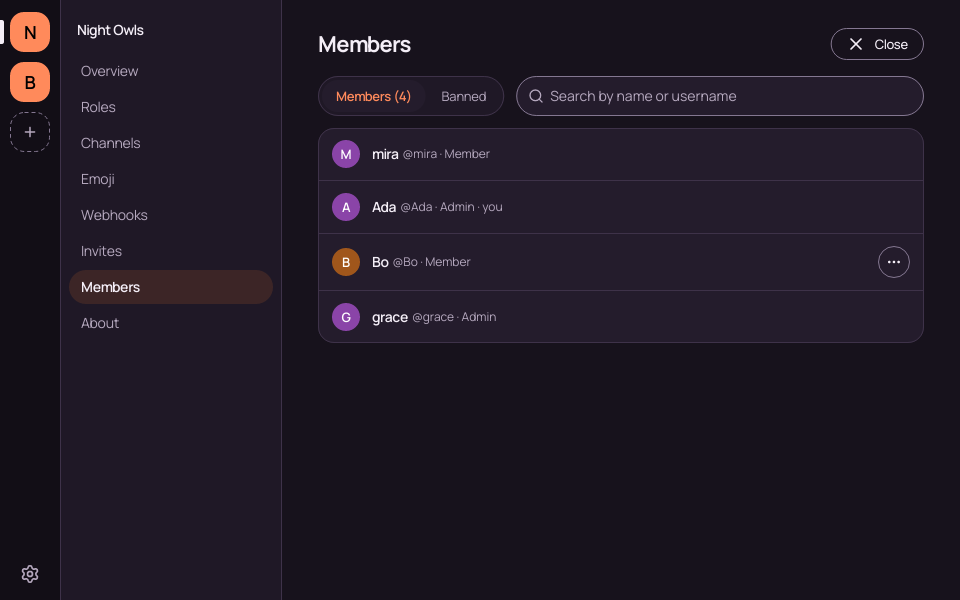 N
B
Night Owls
Overview
Roles
Channels
Emoji
Webhooks
Invites
Members
About
Members
Close
Members (4)
Banned
Search by name or username
M
mira @mira · Member
A
Ada @Ada · Admin · you
B
Bo @Bo · Member
G
grace @grace · Admin